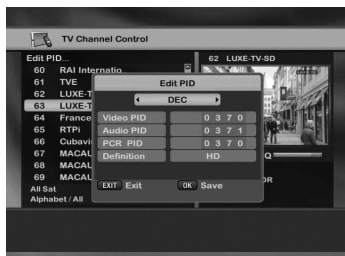 TV Channel Control
Edit PID...
62 LUXE-TV-SD
60 RAI Internatio
61 TVE
62 LUXE-T
63 LUXE-T
64 France
65 RTPi
66 Cubavi
67 MACAU
68 MACAU
69 MACAU
All Sat
Alphabet / All
Edit PID
DEC
Video PID 0 3 7 0
Audio PID 0 3 7 1
PCR PID 0 3 7 0
Definition HD
EXIT Exit
OK Save
Q
OR